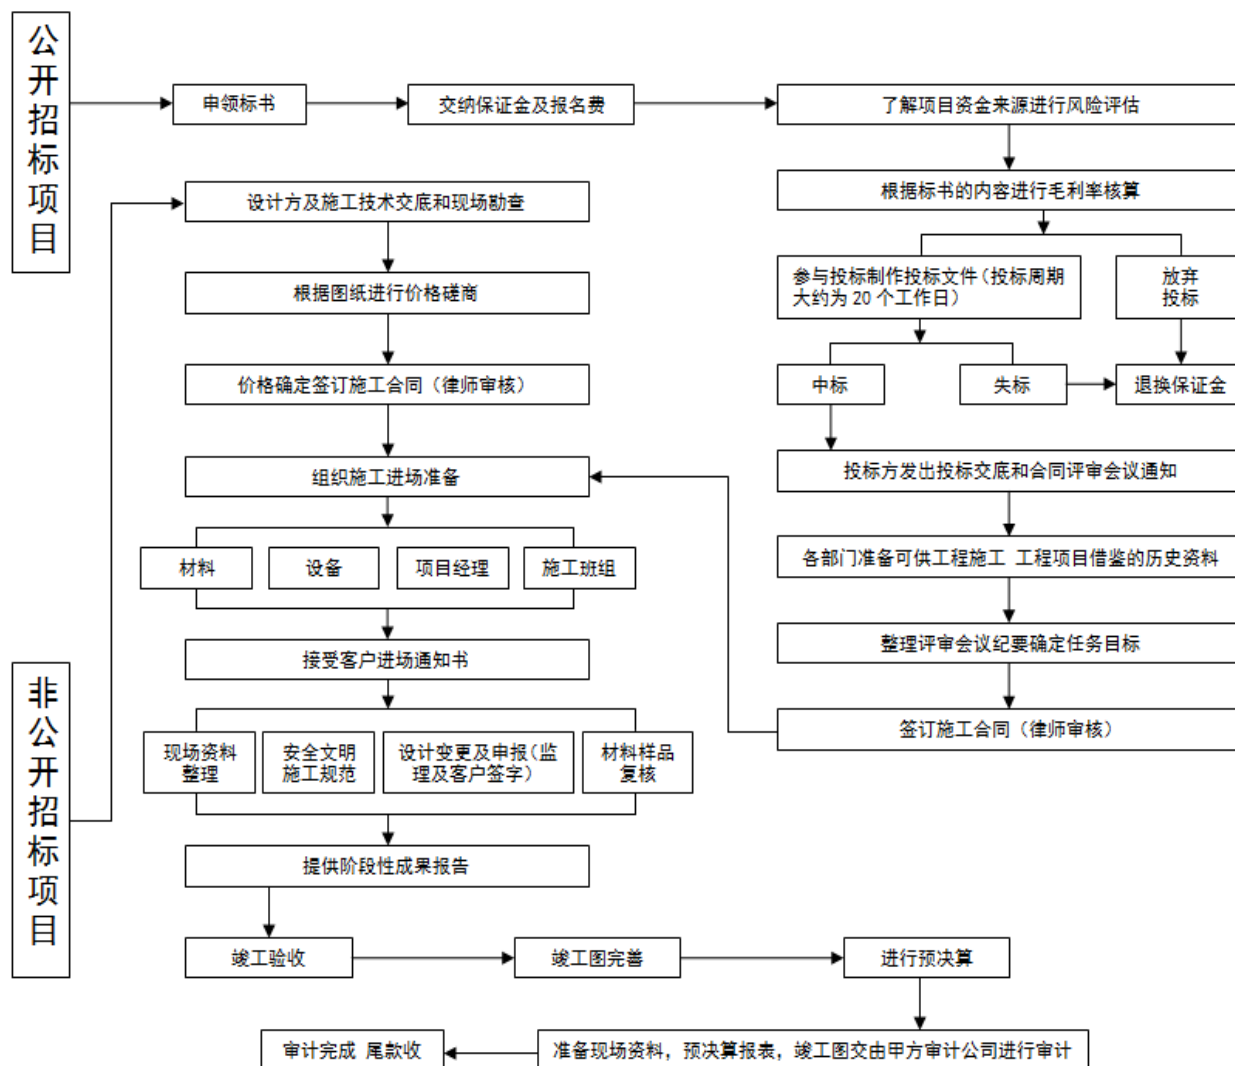 公开招标项目
申领标书
交纳保证金及报名费
了解项目资金来源进行风险评估
根据标书的内容进行毛利率核算
参与投标制作投标文件（投标周期
大约为 20 个工作日）
放弃
投标
中标
失标
退换保证金
投标方发出投标交底和合同评审会议通知
各部门准备可供工程施工 工程项目借鉴的历史资料
整理评审会议纪要确定任务目标
签订施工合同（律师审核）
非公开招标项目
设计方及施工技术交底和现场勘查
根据图纸进行价格磋商
价格确定签订施工合同（律师审核）
组织施工进场准备
材料
设备
项目经理
施工班组
接受客户进场通知书
现场资料
整理
安全文明
施工规范
设计变更及申报（监
理及客户签字）
材料样品
复核
提供阶段性成果报告
竣工验收
竣工图完善
进行预决算
准备现场资料，预决算报表，竣工图交由甲方审计公司进行审计
审计完成 尾款收